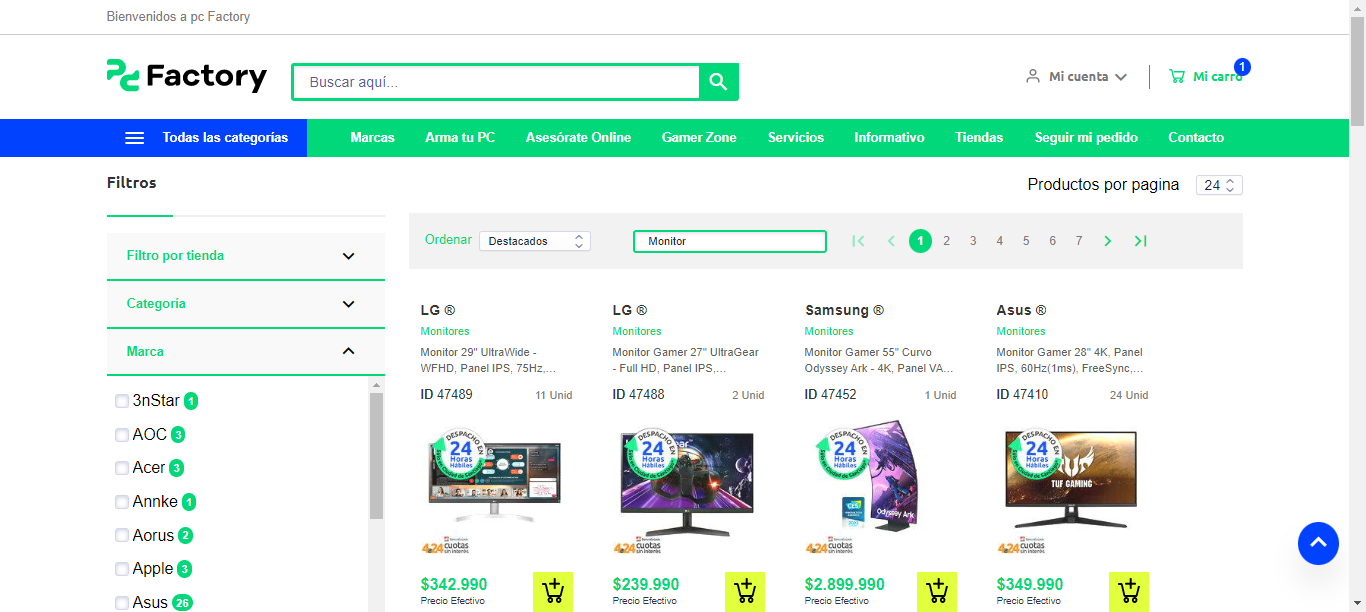 Bienvenidos a pc Factory
pc Factory
Buscar aquí...
Mi cuenta
Mi carro
1
Todas las categorías
Marcas
Arma tu PC
Asesórate Online
Gamer Zone
Servicios
Informativo
Tiendas
Seguir mi pedido
Contacto
Filtros
Productos por pagina
24
Filtro por tienda
Categoría
Marca
3nStar 1
AOC 3
Acer 3
Annke 1
Aorus 2
Apple 3
Asus 26
Ordenar
Destacados
Monitor
1 2 3 4 5 6 7
LG ®
Monitores
Monitor 29" UltraWide -
WFHD, Panel IPS, 75Hz,...
ID 47489
11 Unid
DESPACHO EN
24
Horas
Hábiles
cuotas
sin interés
$342.990
Precio Efectivo
LG ®
Monitores
Monitor Gamer 27" UltraGear
- Full HD, Panel IPS,...
ID 47488
2 Unid
DESPACHO EN
24
Horas
Hábiles
cuotas
sin interés
$239.990
Precio Efectivo
Samsung ®
Monitores
Monitor Gamer 55" Curvo
Odyssey Ark - 4K, Panel VA...
ID 47452
1 Unid
DESPACHO EN
24
Horas
Hábiles
Odyssey Ark
cuotas
sin interés
$2.899.990
Precio Efectivo
Asus ®
Monitores
Monitor Gamer 28" 4K, Panel
IPS, 60Hz(1ms), FreeSync,...
ID 47410
24 Unid
DESPACHO EN
24
Horas
Hábiles
TUF GAMING
cuotas
sin interés
$349.990
Precio Efectivo